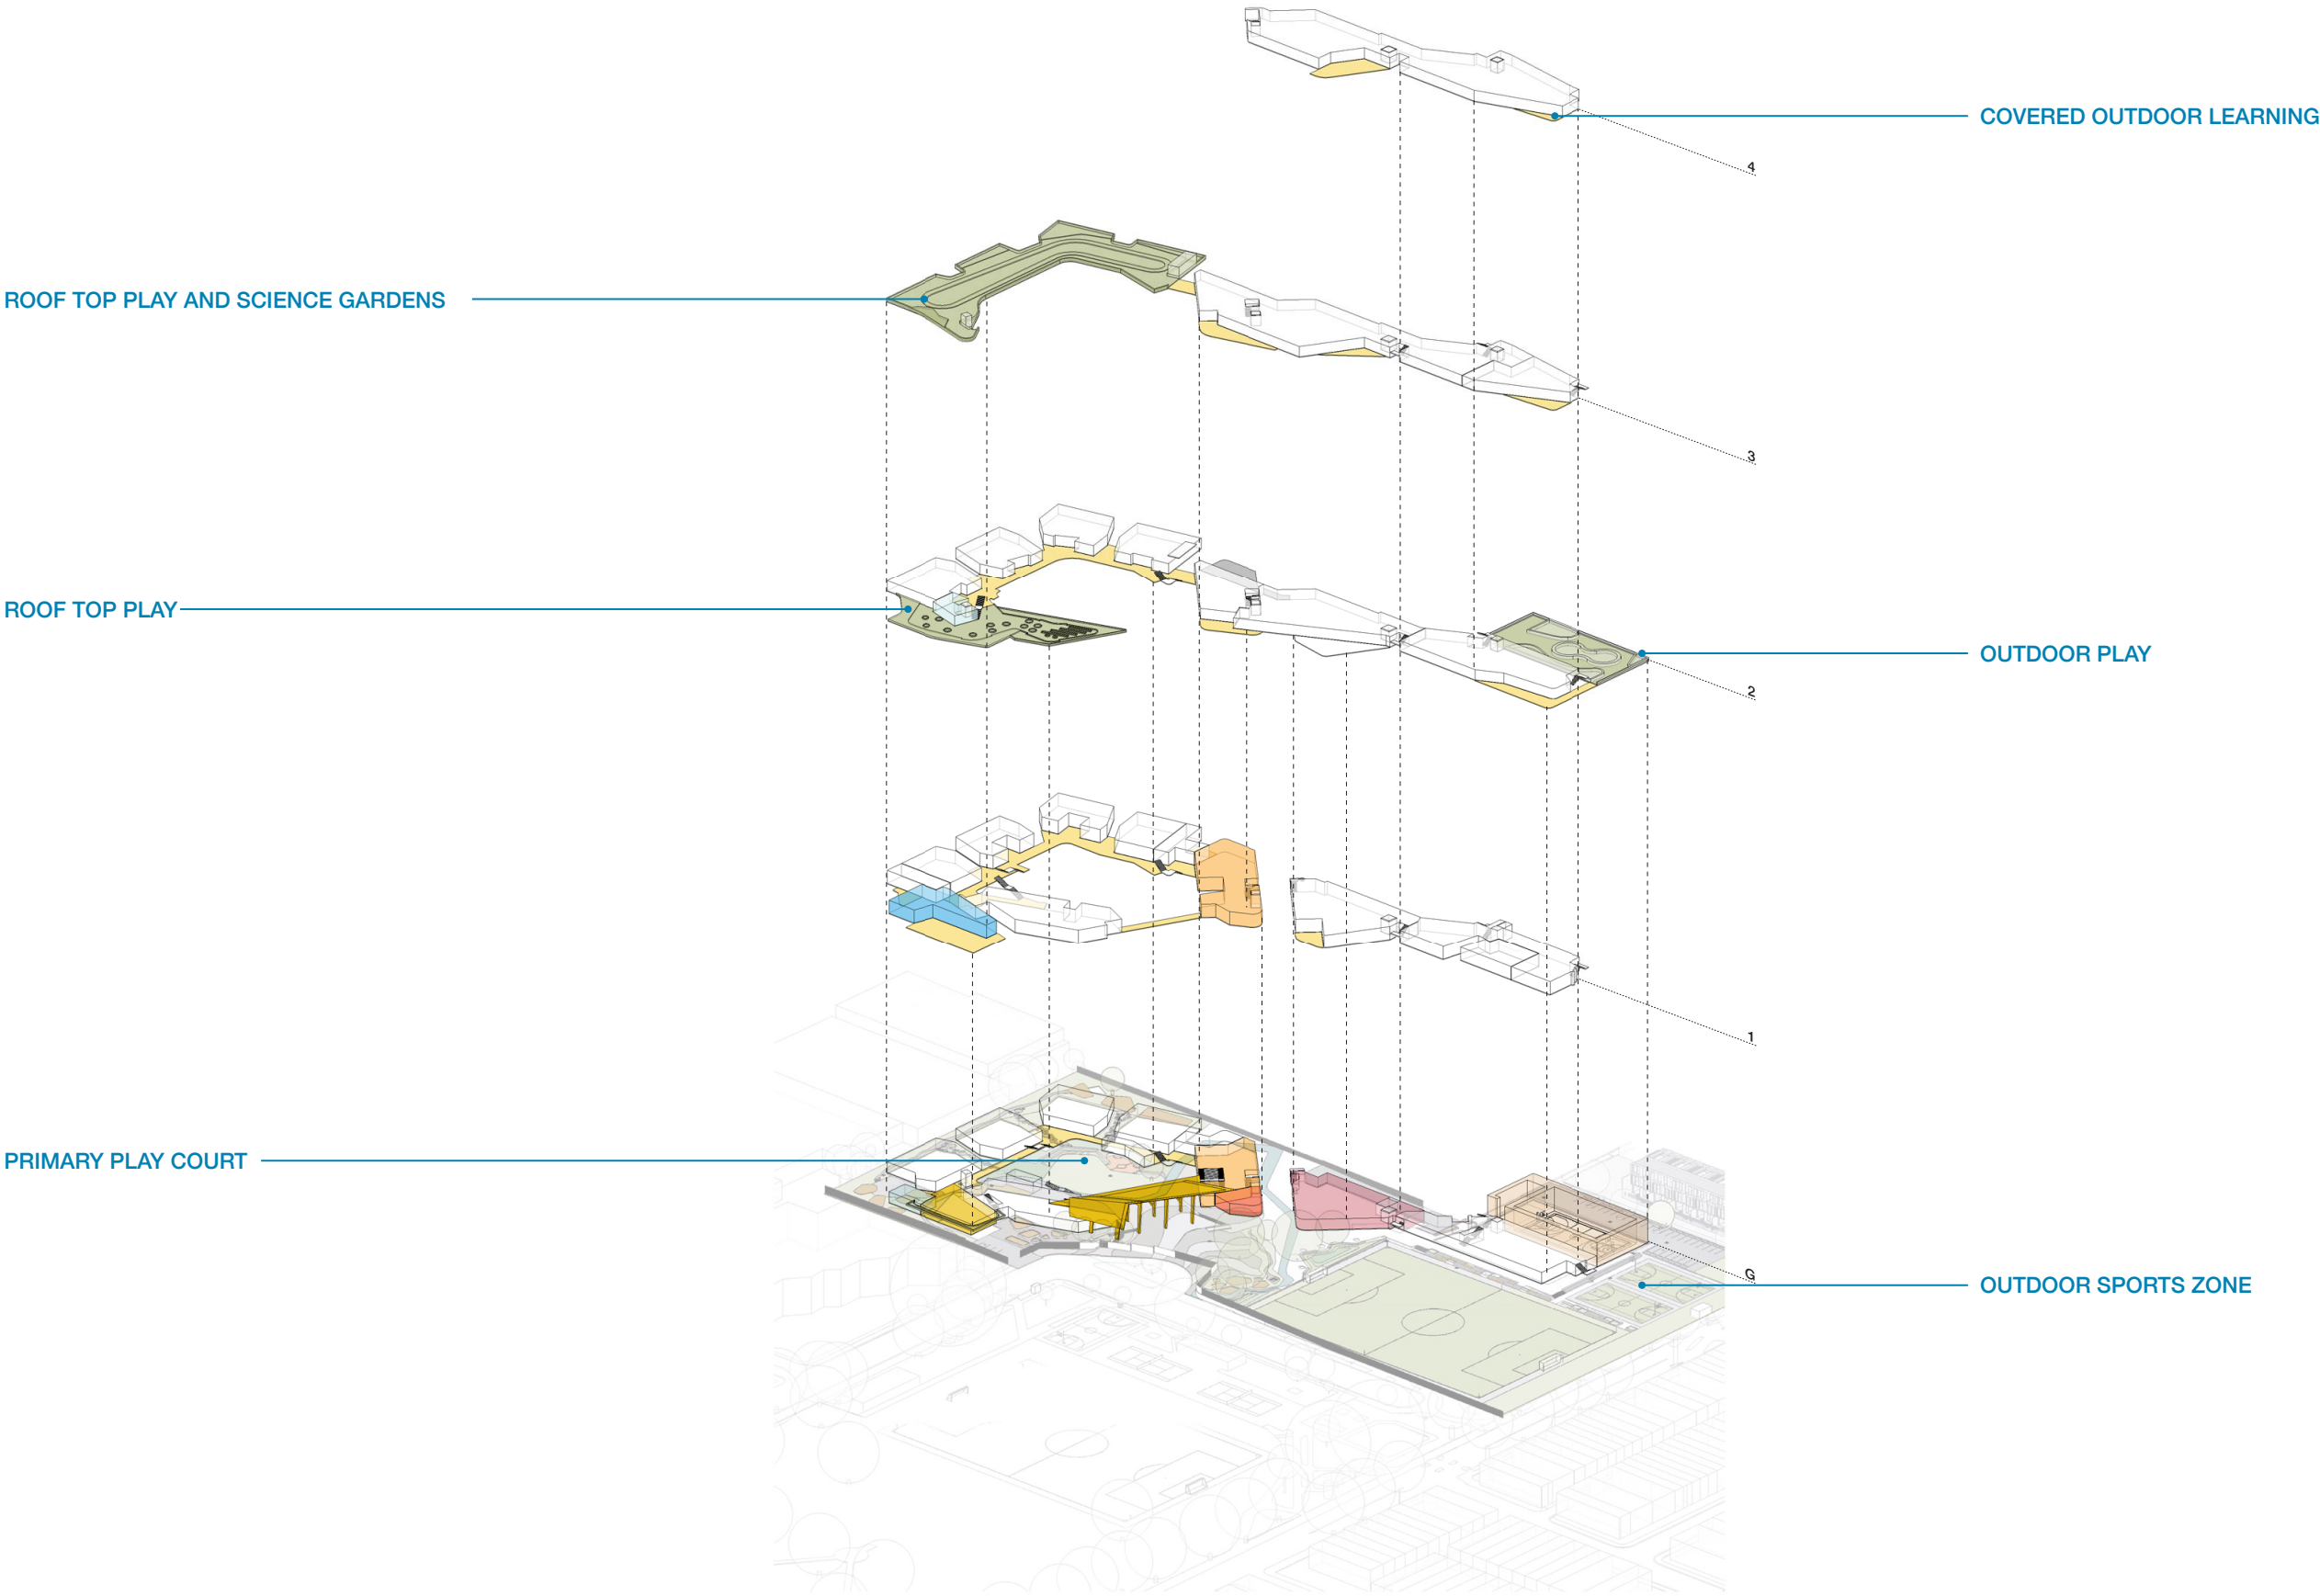 COVERED OUTDOOR LEARNING
4
ROOF TOP PLAY AND SCIENCE GARDENS
3
ROOF TOP PLAY
OUTDOOR PLAY
2
1
PRIMARY PLAY COURT
G
OUTDOOR SPORTS ZONE